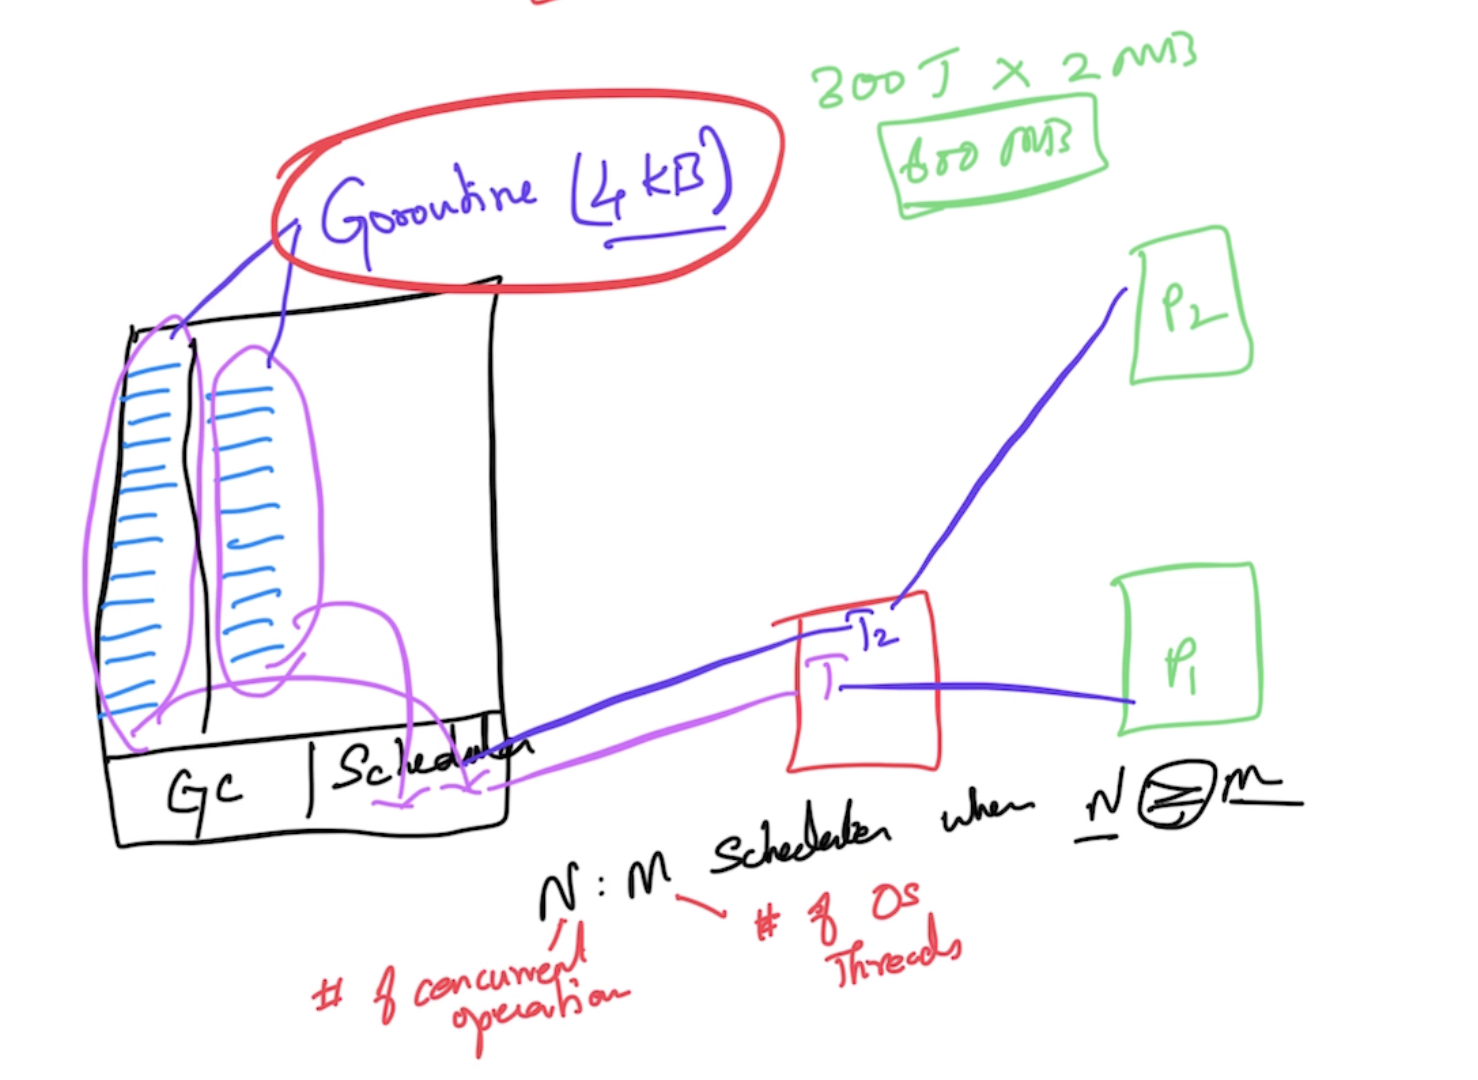 300 T X 2 MB
600 MB
Goroutine (4 KB)
P2
T2
T
P1
GC | Scheduler
N : M Scheduler when N ≥ M
# of concurrent operation
# of OS Threads